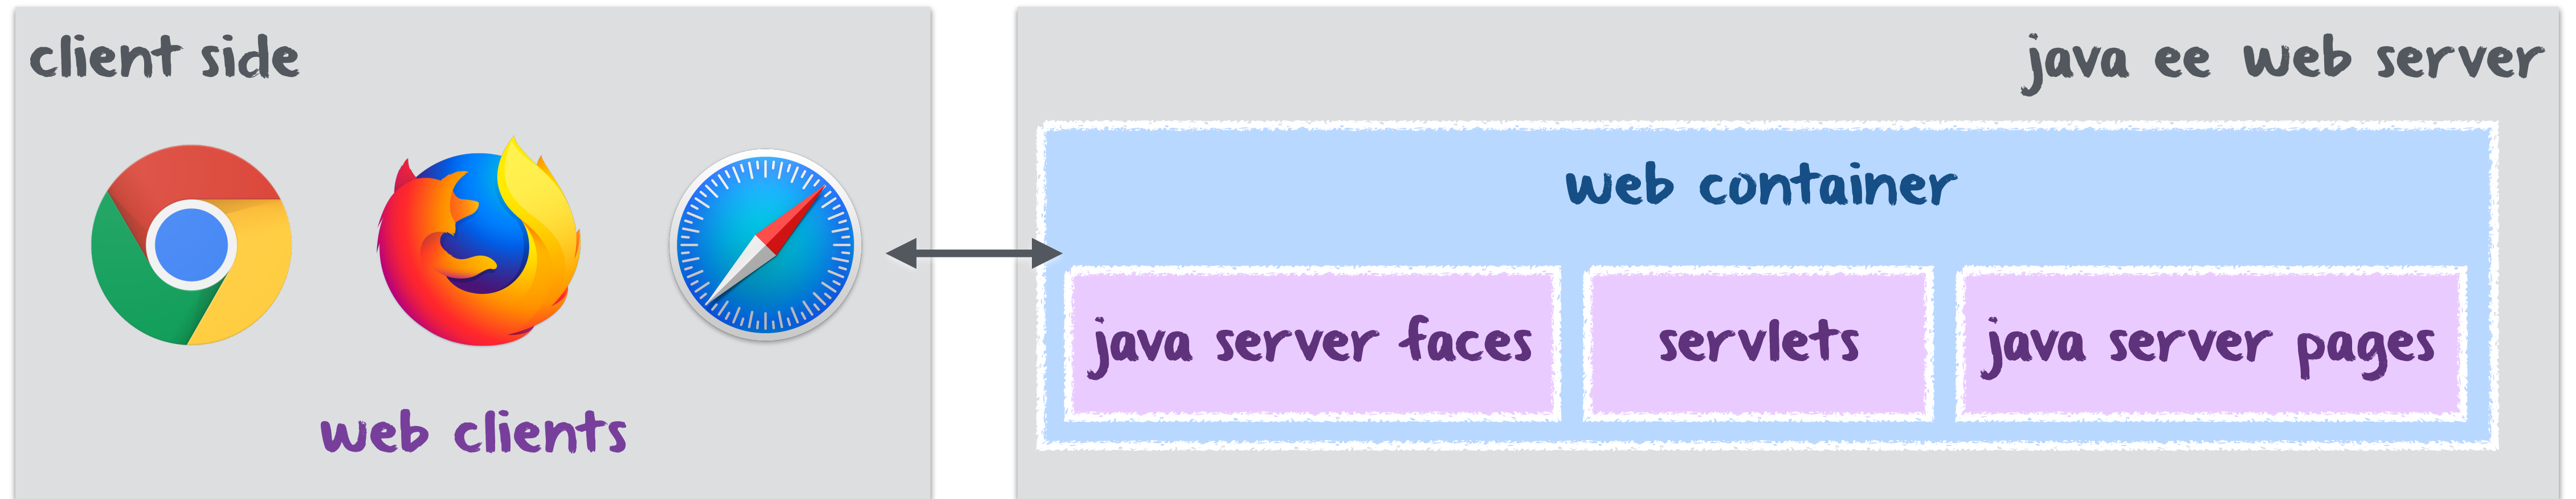 client side
web clients
java ee web server
web container
java server faces
servlets
java server pages